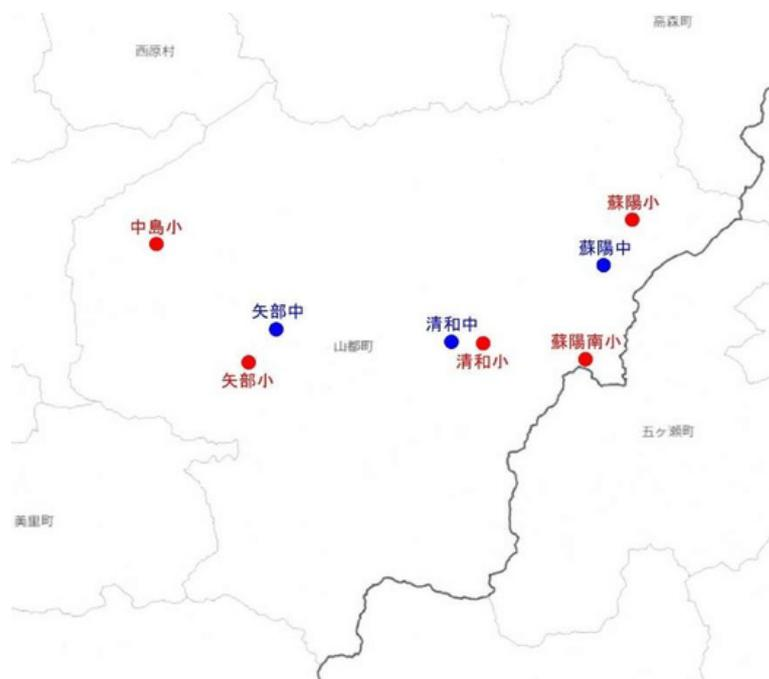 高森町
西原村
蘇陽小
中島小
蘇陽中
矢部中
清和中
蘇陽南小
山都町
清和小
矢部小
五ヶ瀬町
美里町